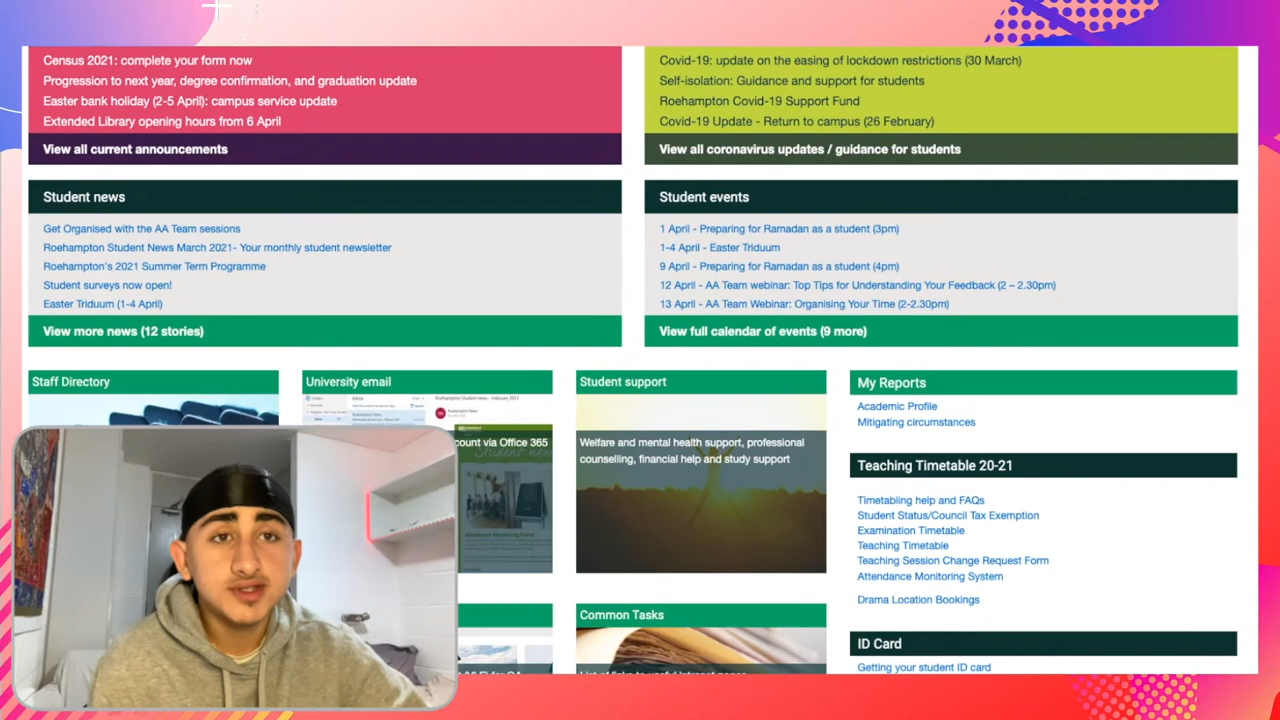 Census 2021: complete your form now
Progression to next year, degree confirmation, and graduation update
Easter bank holiday (2-5 April): campus service update
Extended Library opening hours from 6 April
View all current announcements
Covid-19: update on the easing of lockdown restrictions (30 March)
Self-isolation: Guidance and support for students
Roehampton Covid-19 Support Fund
Covid-19 Update - Return to campus (26 February)
View all coronavirus updates / guidance for students
Student news
Get Organised with the AA Team sessions
Roehampton Student News March 2021- Your monthly student newsletter
Roehampton's 2021 Summer Term Programme
Student surveys now open!
Easter Triduum (1-4 April)
View more news (12 stories)
Student events
1 April - Preparing for Ramadan as a student (3pm)
1-4 April - Easter Triduum
9 April - Preparing for Ramadan as a student (4pm)
12 April - AA Team webinar: Top Tips for Understanding Your Feedback (2 – 2.30pm)
13 April - AA Team Webinar: Organising Your Time (2-2.30pm)
View full calendar of events (9 more)
Staff Directory
University email
Roehampton Student news - February 2017
count via Office 365
Student news
Student support
Welfare and mental health support, professional
counselling, financial help and study support
Common Tasks
My Reports
Academic Profile
Mitigating circumstances
Teaching Timetable 20-21
Timetabling help and FAQs
Student Status/Council Tax Exemption
Examination Timetable
Teaching Timetable
Teaching Session Change Request Form
Attendance Monitoring System
Drama Location Bookings
ID Card
Getting your student ID card